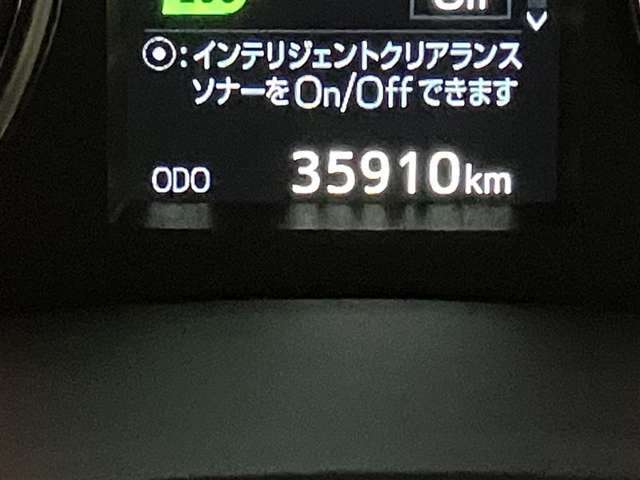 On
◉:インテリジェントクリアランス
ソナーをOn/Offできます
ODO 35910km